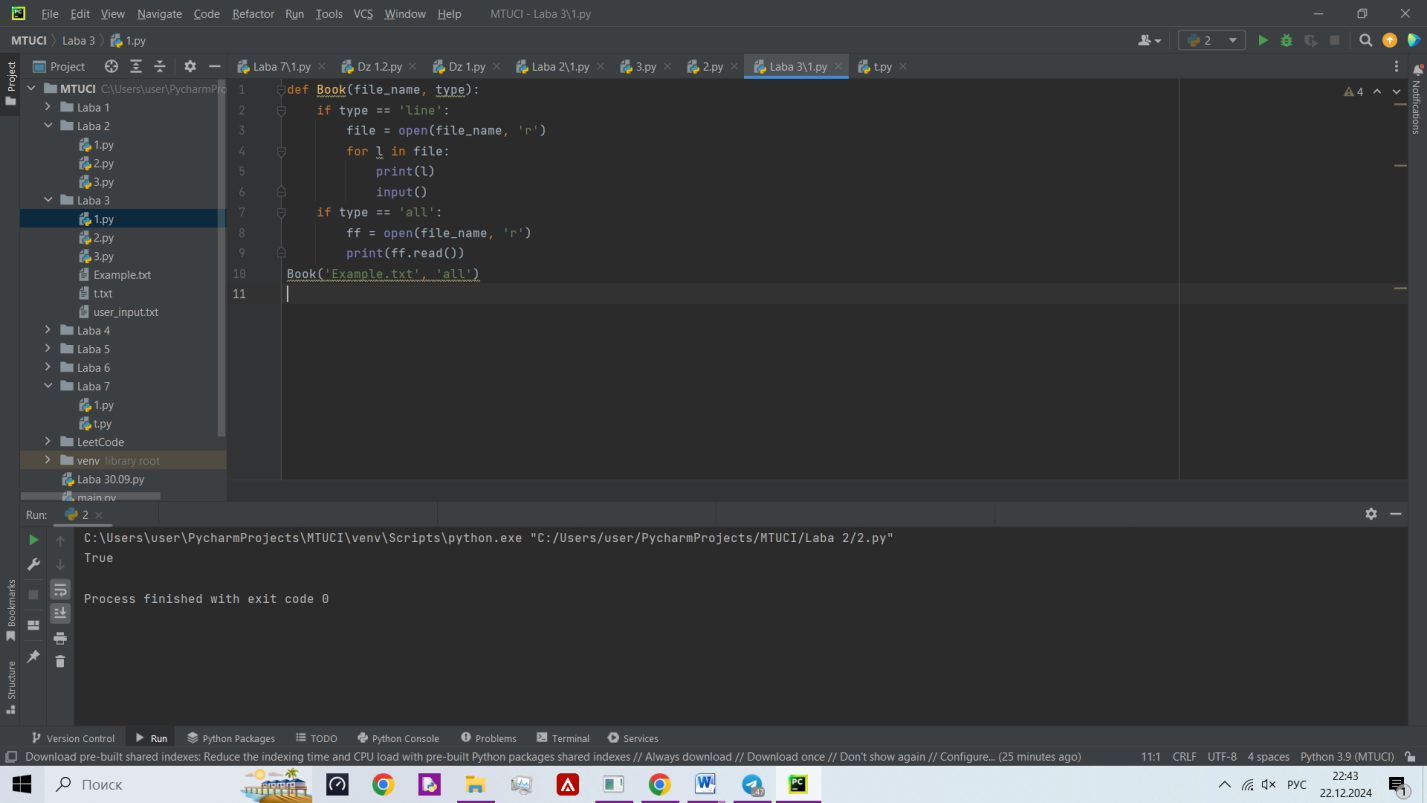 File Edit View Navigate Code Refactor Run Tools VCS Window Help MTUCI - Laba 3\1.py
MTUCI Laba 3 1.py 2
Project Laba 7\1.py Dz 1.2.py Dz 1.py Laba 2\1.py 3.py 2.py Laba 3\1.py t.py
Project
Notifications
MTUCI C:\Users\user\PycharmPro
Laba 1
Laba 2
1.py
2.py
3.py
Laba 3
1.py
2.py
3.py
Example.txt
t.txt
user_input.txt
Laba 4
Laba 5
Laba 6
Laba 7
1.py
t.py
LeetCode
venv library root
Laba 30.09.py
main.py
4
1 def Book(file_name, type):
2 if type == 'line':
3 file = open(file_name, 'r')
4 for l in file:
5 print(l)
6 input()
7 if type == 'all':
8 ff = open(file_name, 'r')
9 print(ff.read())
10 Book('Example.txt', 'all')
11
Run: 2
C:\Users\user\PycharmProjects\MTUCI\venv\Scripts\python.exe "C:/Users/user/PycharmProjects/MTUCI/Laba 2/2.py"
True
Process finished with exit code 0
Bookmarks
Structure
Version Control Run Python Packages TODO Python Console Problems Terminal Services
Download pre-built shared indexes: Reduce the indexing time and CPU load with pre-built Python packages shared indexes // Always download // Download once // Don't show again // Configure... (25 minutes ago) 11:1 CRLF UTF-8 4 spaces Python 3.9 (MTUCI)
Поиск
47
РУС
22:43
22.12.2024
1